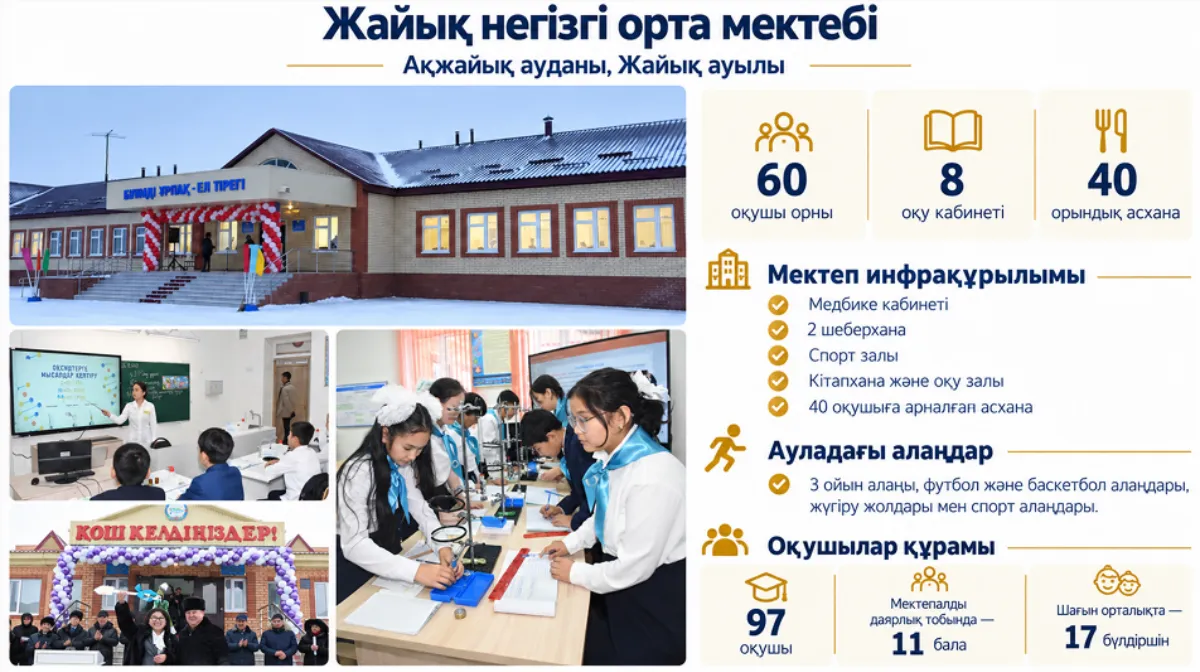 Жайық негізгі орта мектебі
Ақжайық ауданы, Жайық ауылы
БІЛІМДІ ҰРПАҚ - ЕЛ ТІРЕГІ
60
оқушы орны
8
оқу кабинеті
40
орындық асхана
Мектеп инфрақұрылымы
Медбике кабинеті
2 шеберхана
Спорт залы
Кітапхана және оқу залы
40 оқушыға арналған асхана
Ауладағы алаңдар
3 ойын алаңы, футбол және баскетбол алаңдары,
жүгіру жолдары мен спорт алаңдары.
Оқушылар құрамы
97
оқушы
Мектепалды
даярлық тобында —
11 бала
Шағын орталықта —
17 бүлдіршін
МЫСАЛДАР КЕЛТІРУ
ҚОШ КЕЛДІҢІЗДЕР!